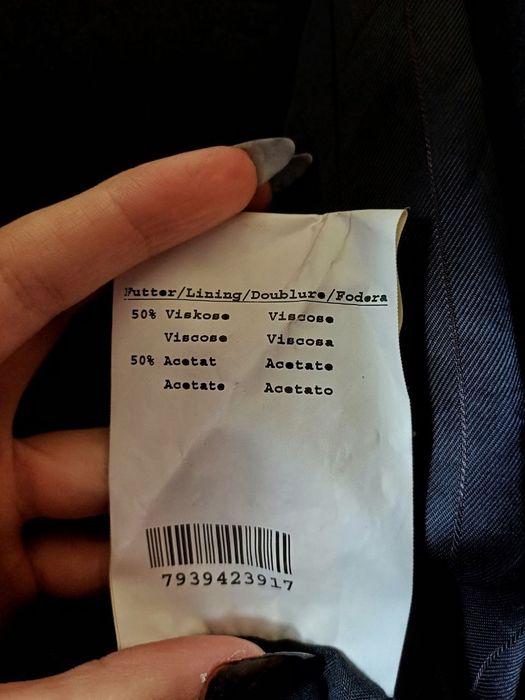 Futter/Lining/Doublure/Fodera
50% Viskose Viscose
Viscose Viscosa
50% Acetat Acetate
Acetate Acetato
7939423917